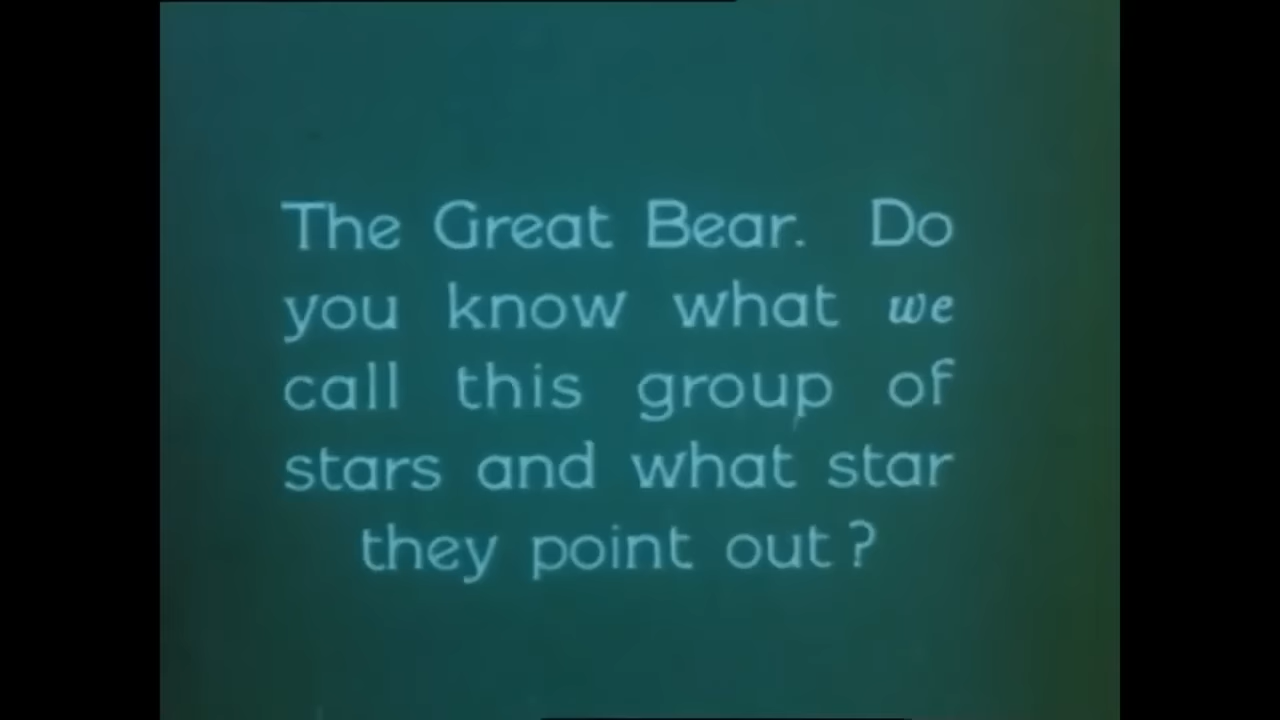 The Great Bear. Do
you know what we
call this group of
stars and what star
they point out?